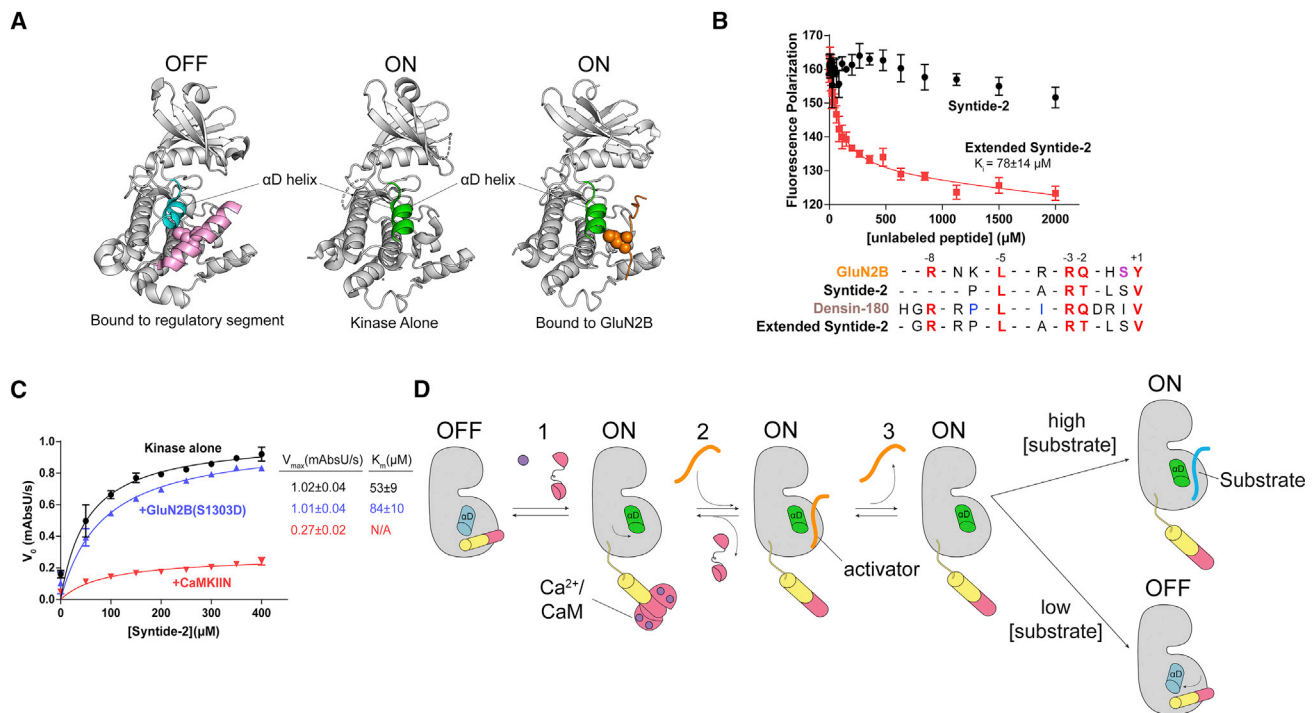 A
OFF
ON
ON
αD helix
αD helix
Bound to regulatory segment
Kinase Alone
Bound to GluN2B
B
Fluorescence Polarization
170
160
150
140
130
120
Syntide-2
Extended Syntide-2
Ki = 78±14 µM
0 500 1000 1500 2000
[unlabeled peptide] (µM)
-8 -5 -3 -2 +1
GluN2B - - R - N K - L - - R - R Q - H S Y
Syntide-2 - - - - - P - L - - A - R T - L S V
Densin-180 H G R - R P - L - - I - R Q D R I V
Extended Syntide-2 - G R - R P - L - - A - R T - L S V
C
V0 (mAbsU/s)
1.0
0.8
0.6
0.4
0.2
0.0
Kinase alone
+GluN2B(S1303D)
+CaMKIIN
0 100 200 300 400
[Syntide-2](µM)
Vmax(mAbsU/s) Km(µM)
1.02±0.04 53±9
1.01±0.04 84±10
0.27±0.02 N/A
D
OFF
1
ON
2
ON
3
ON
αD
αD
αD
αD
Ca2+/
CaM
activator
high
[substrate]
low
[substrate]
ON
αD
Substrate
OFF
αD